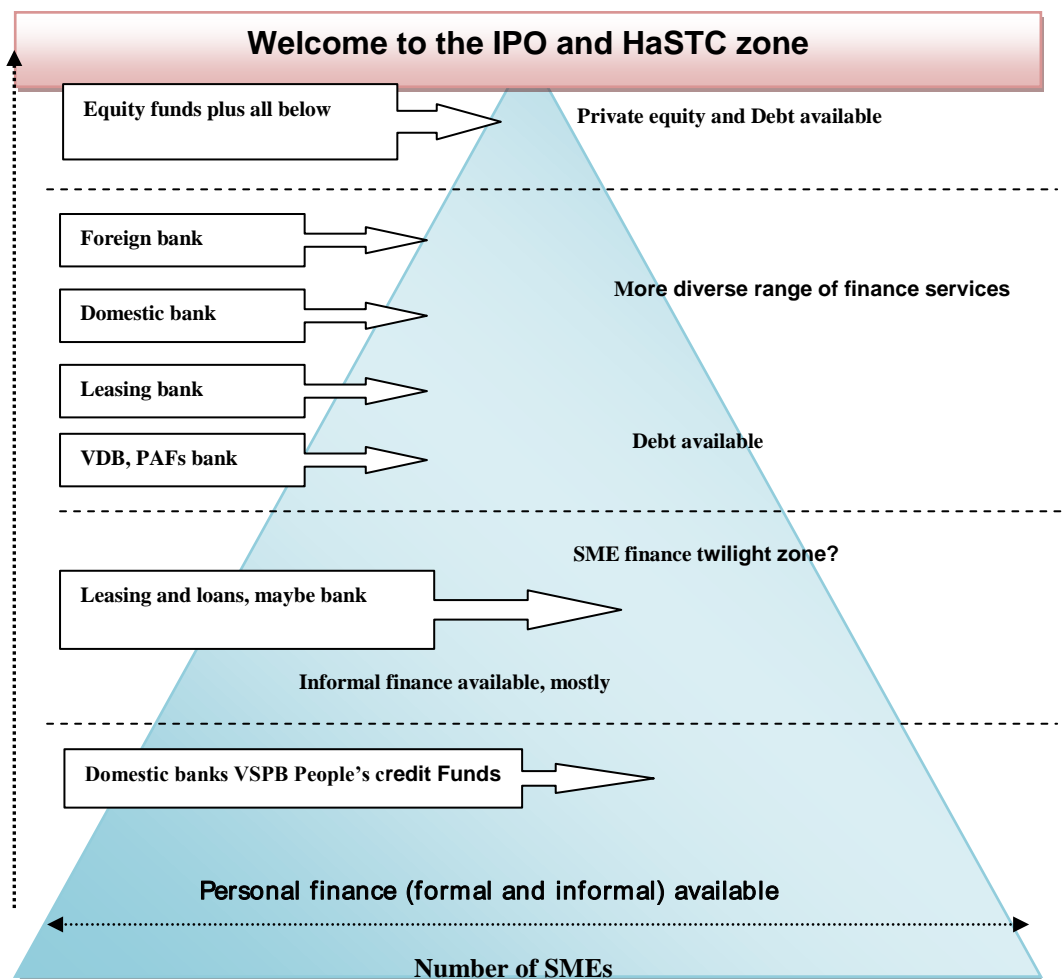 Welcome to the IPO and HaSTC zone
Equity funds plus all below
Private equity and Debt available
Foreign bank
More diverse range of finance services
Domestic bank
Leasing bank
Debt available
VDB, PAFs bank
SME finance twilight zone?
Leasing and loans, maybe bank
Informal finance available, mostly
Domestic banks VSPB People’s credit Funds
Personal finance (formal and informal) available
Number of SMEs